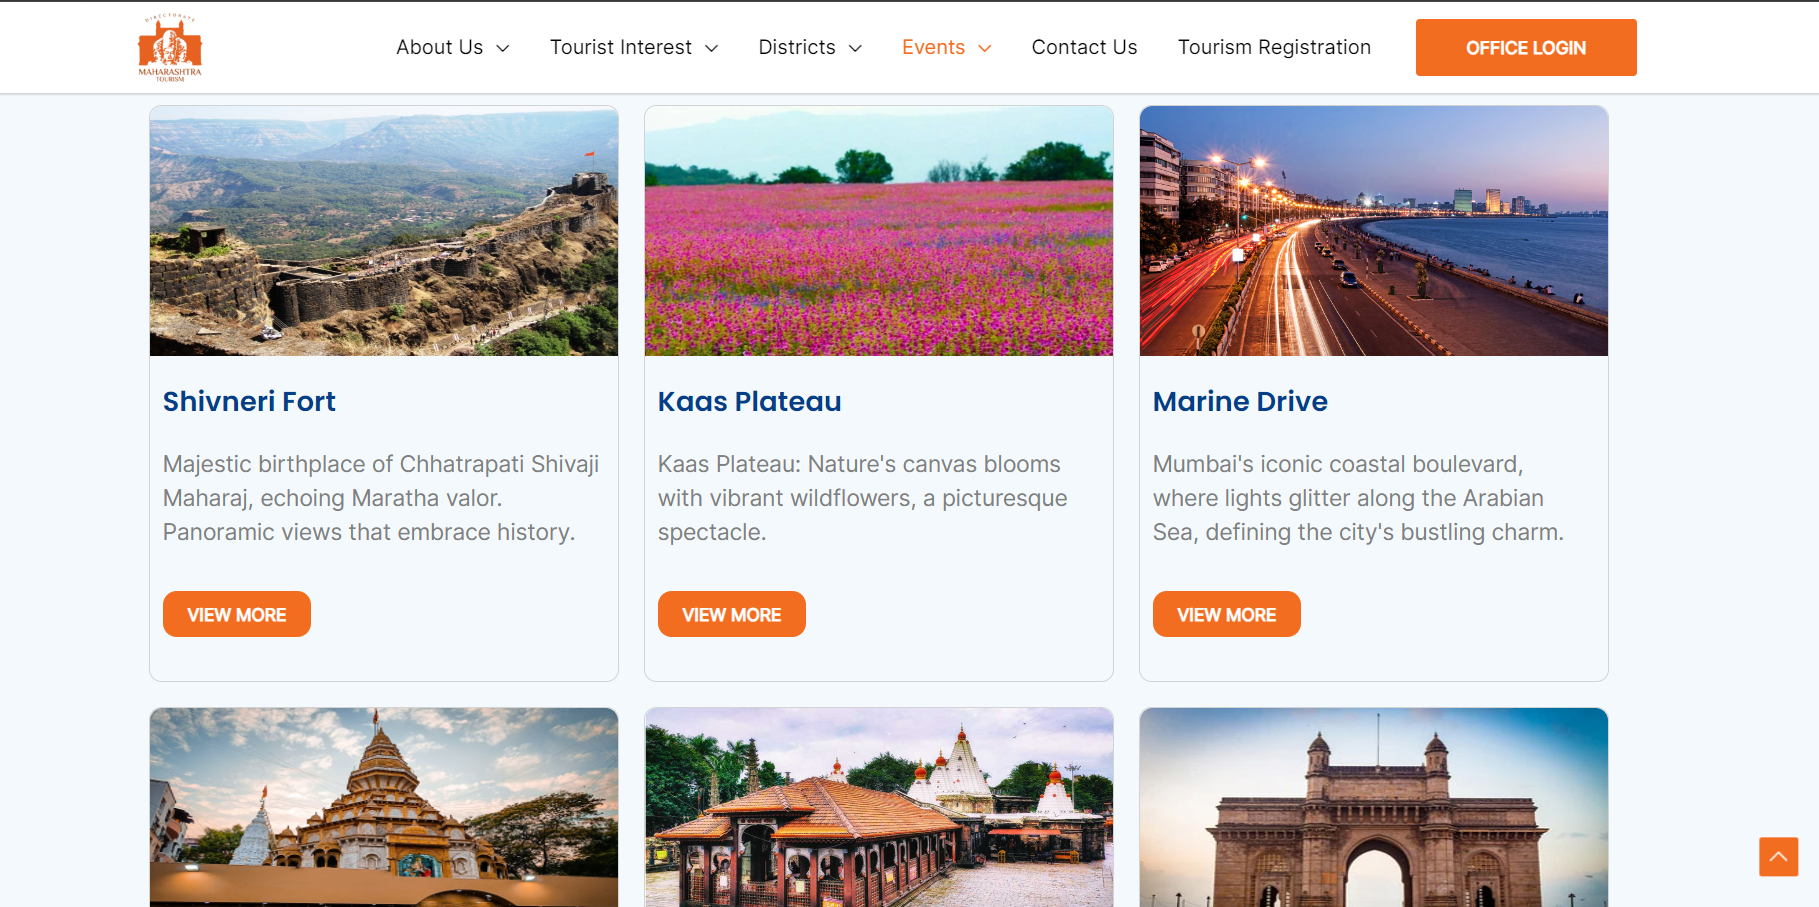 DIRECTORATE
MAHARASHTRA
TOURISM
About Us
Tourist Interest
Districts
Events
Contact Us
Tourism Registration
OFFICE LOGIN
Shivneri Fort
Majestic birthplace of Chhatrapati Shivaji
Maharaj, echoing Maratha valor.
Panoramic views that embrace history.
VIEW MORE
Kaas Plateau
Kaas Plateau: Nature's canvas blooms
with vibrant wildflowers, a picturesque
spectacle.
VIEW MORE
Marine Drive
Mumbai's iconic coastal boulevard,
where lights glitter along the Arabian
Sea, defining the city's bustling charm.
VIEW MORE